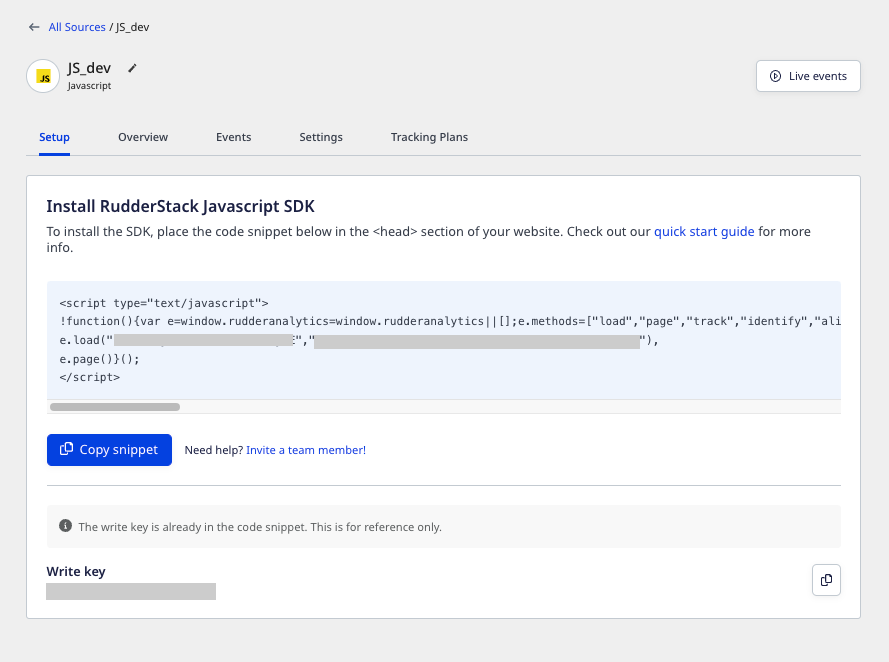 ← All Sources / JS_dev
JS
JS_dev
Javascript
Live events
Setup Overview Events Settings Tracking Plans
Install RudderStack Javascript SDK
To install the SDK, place the code snippet below in the <head> section of your website. Check out our quick start guide for more
info.
<script type="text/javascript">
!function(){var e=window.rudderanalytics=window.rudderanalytics||[];e.methods=["load","page","track","identify","ali
e.load("",""),
e.page()}();
</script>
Copy snippet Need help? Invite a team member!
The write key is already in the code snippet. This is for reference only.
Write key